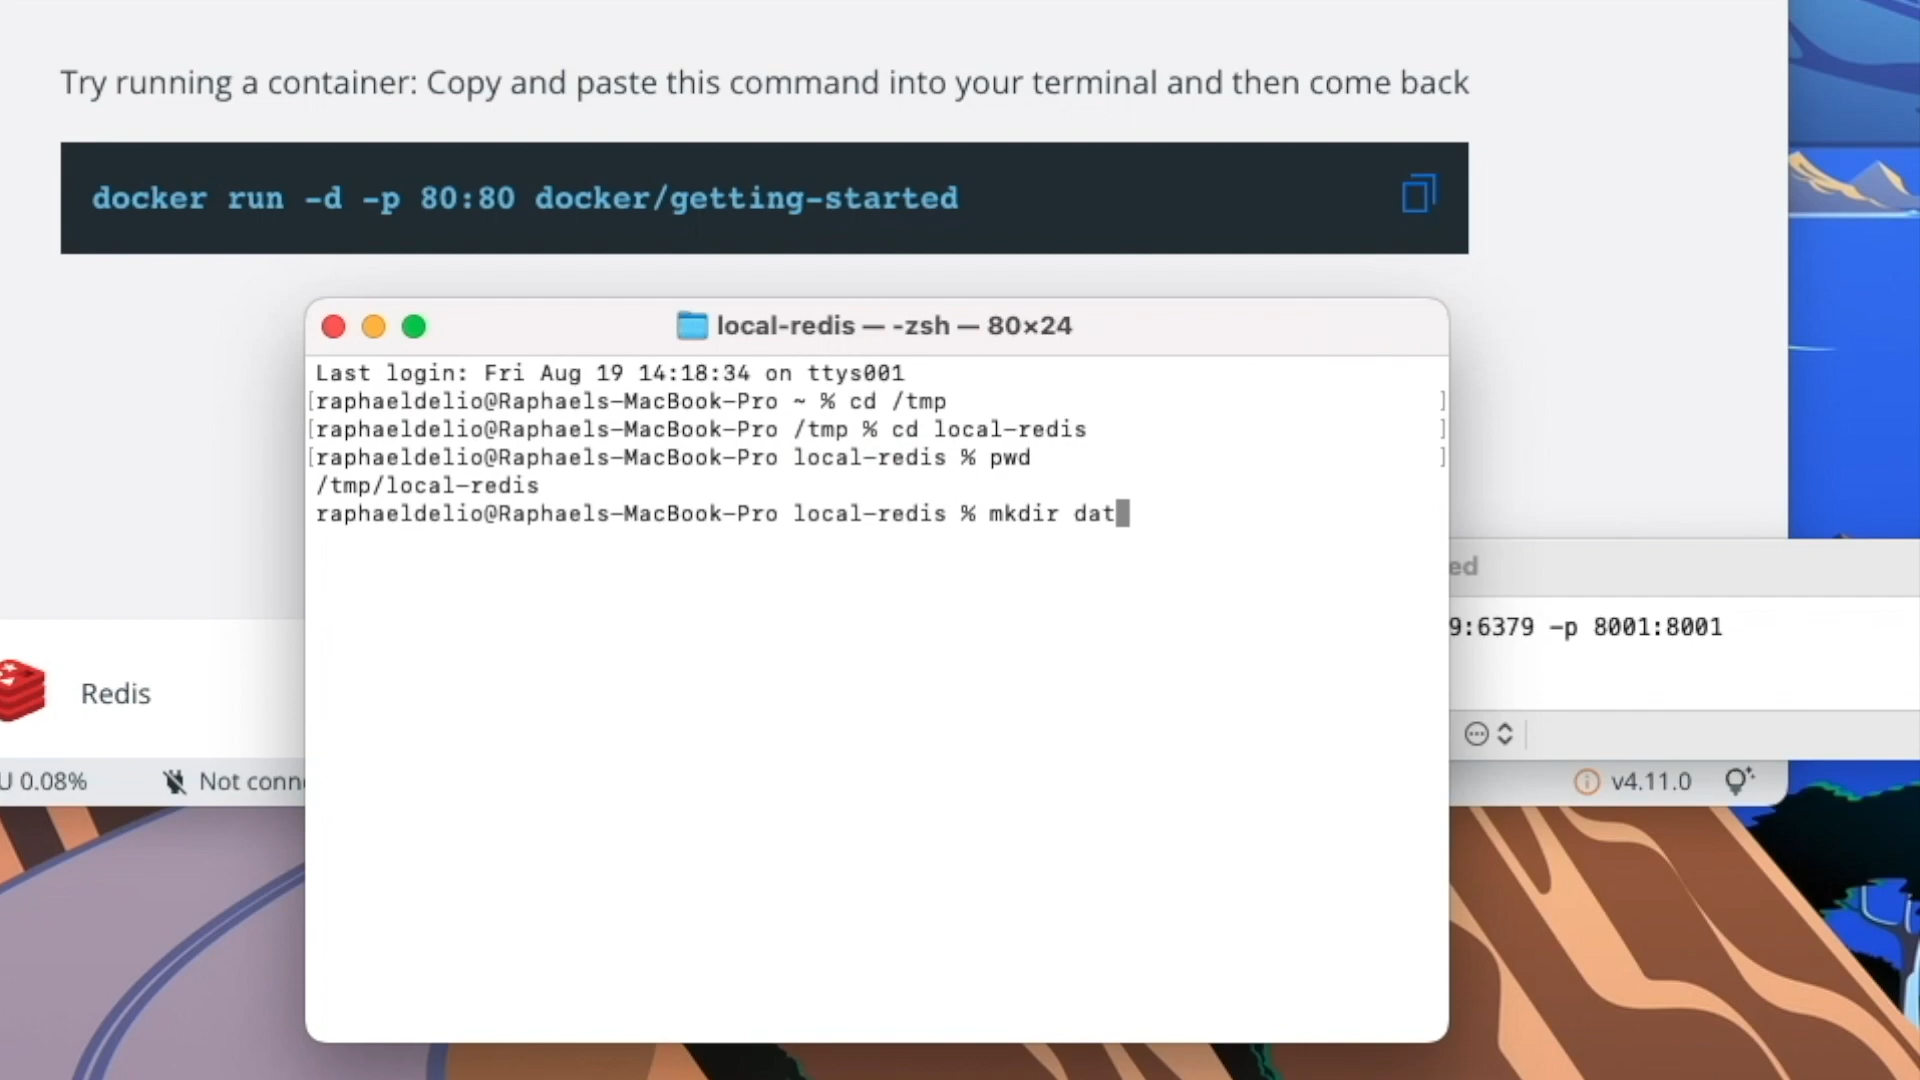 Try running a container: Copy and paste this command into your terminal and then come back
docker run -d -p 80:80 docker/getting-started
local-redis — -zsh — 80×24
Last login: Fri Aug 19 14:18:34 on ttys001
[raphaeldelio@Raphaels-MacBook-Pro ~ % cd /tmp ]
[raphaeldelio@Raphaels-MacBook-Pro /tmp % cd local-redis ]
[raphaeldelio@Raphaels-MacBook-Pro local-redis % pwd ]
/tmp/local-redis
raphaeldelio@Raphaels-MacBook-Pro local-redis % mkdir dat
ed
9:6379 -p 8001:8001
Redis
U 0.08%
Not conne
v4.11.0